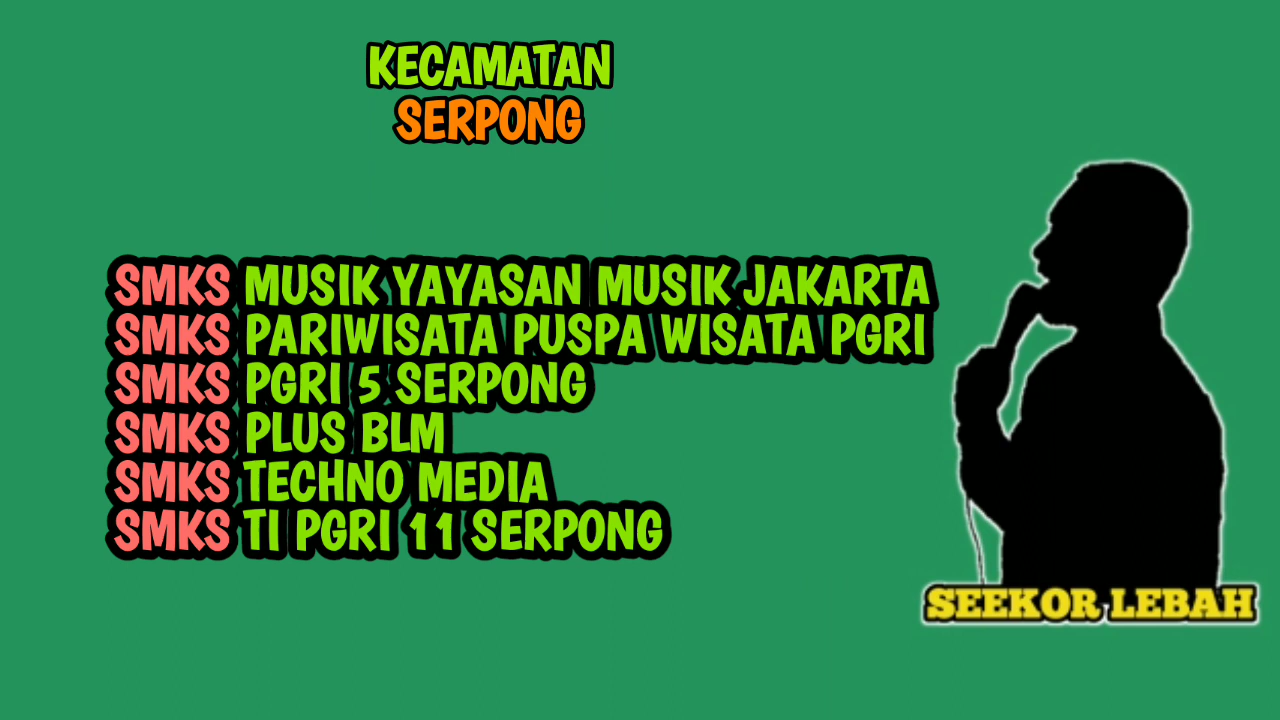 KECAMATAN
SERPONG
SMKS MUSIK YAYASAN MUSIK JAKARTA
SMKS PARIWISATA PUSPA WISATA PGRI
SMKS PGRI 5 SERPONG
SMKS PLUS BLM
SMKS TECHNO MEDIA
SMKS TI PGRI 11 SERPONG
SEEKOR LEBAH